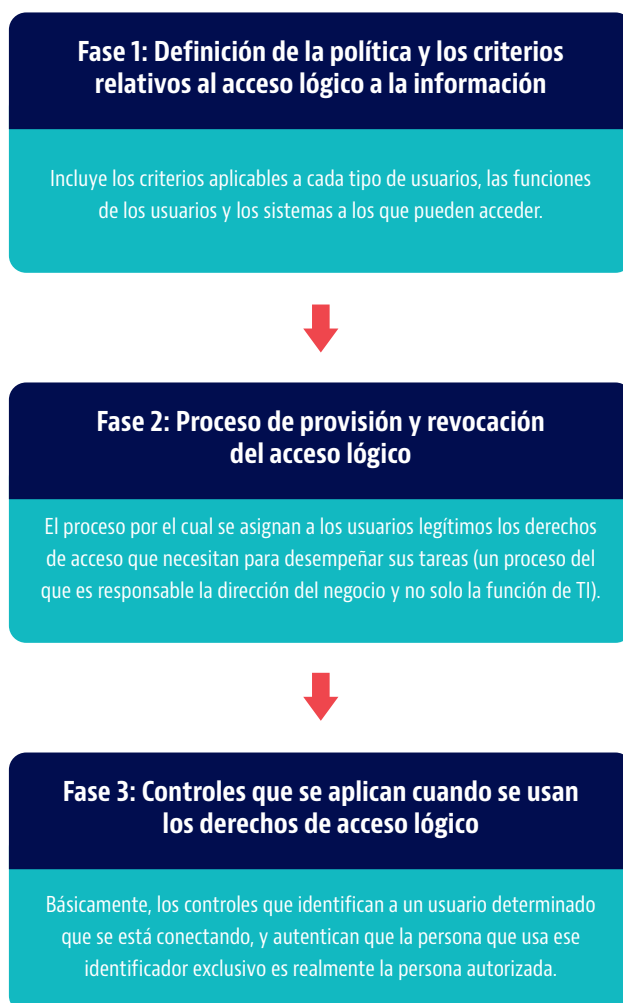 Fase 1: Definición de la política y los criterios
relativos al acceso lógico a la información
Incluye los criterios aplicables a cada tipo de usuarios, las funciones
de los usuarios y los sistemas a los que pueden acceder.
Fase 2: Proceso de provisión y revocación
del acceso lógico
El proceso por el cual se asignan a los usuarios legítimos los derechos
de acceso que necesitan para desempeñar sus tareas (un proceso del
que es responsable la dirección del negocio y no solo la función de TI).
Fase 3: Controles que se aplican cuando se usan
los derechos de acceso lógico
Básicamente, los controles que identifican a un usuario determinado
que se está conectando, y autentican que la persona que usa ese
identificador exclusivo es realmente la persona autorizada.